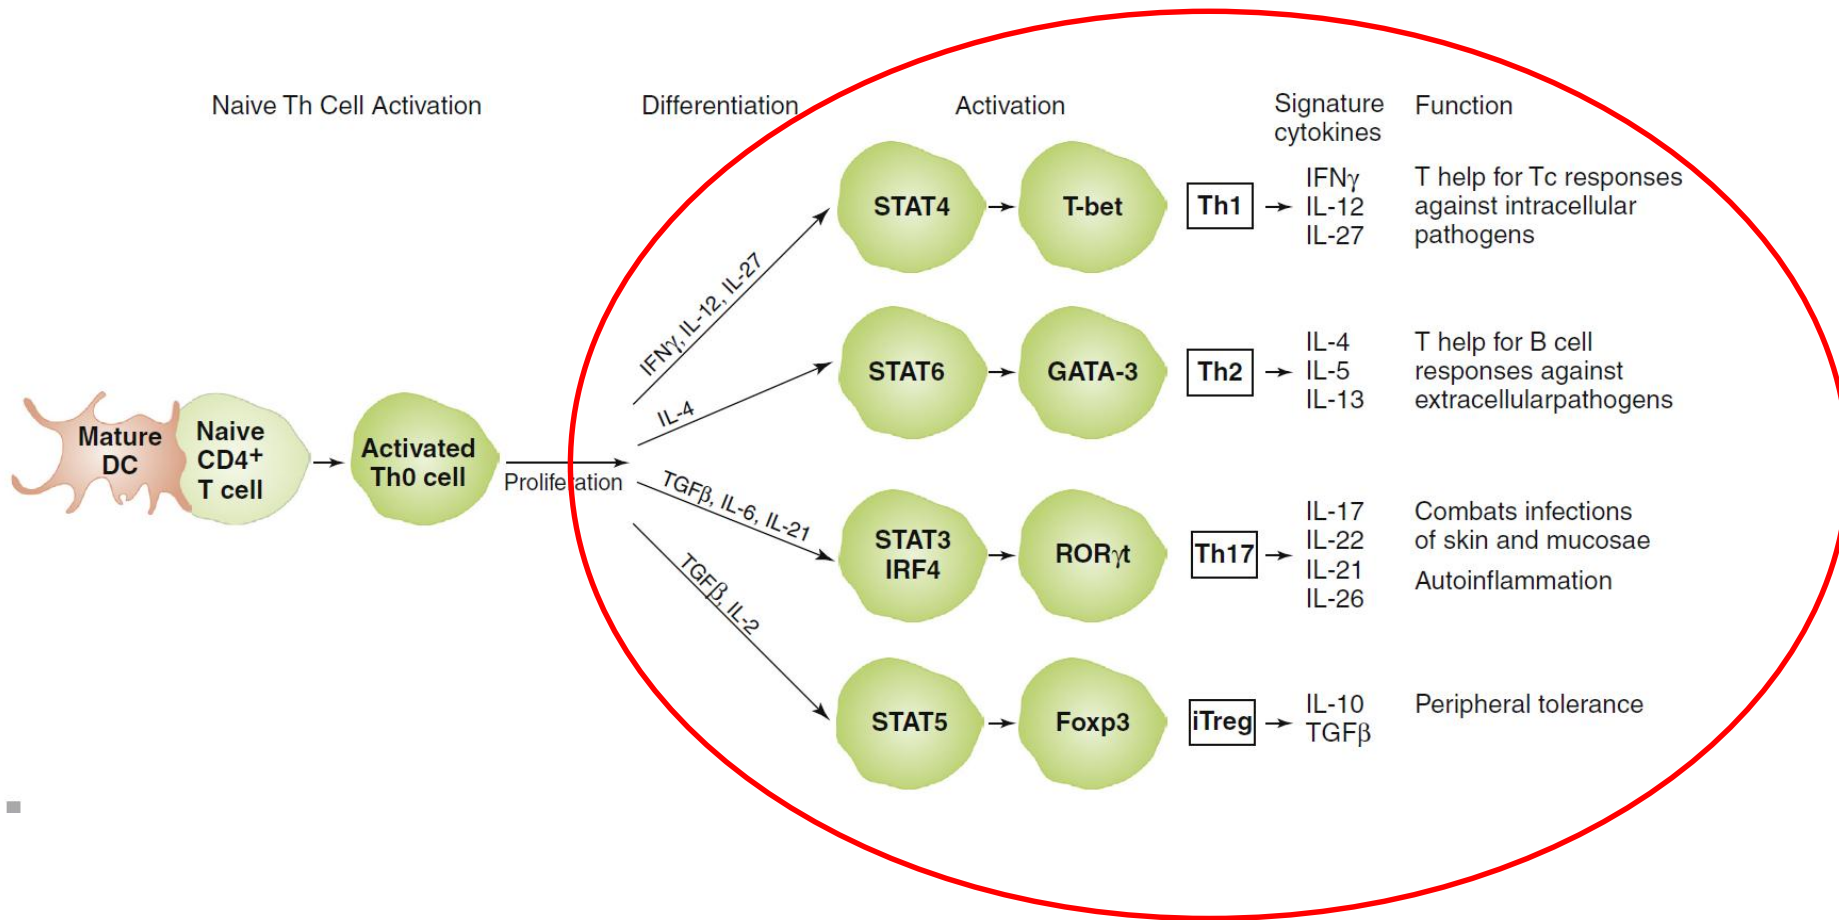 Naive Th Cell Activation
Differentiation
Activation
Signature
cytokines
Function
Mature
DC
Naive
CD4+
T cell
Activated
Th0 cell
Proliferation
IFNγ, IL-12, IL-27
STAT4
T-bet
Th1
IFNγ
IL-12
IL-27
T help for Tc responses
against intracellular
pathogens
IL-4
STAT6
GATA-3
Th2
IL-4
IL-5
IL-13
T help for B cell
responses against
extracellularpathogens
TGFβ, IL-6, IL-21
STAT3
IRF4
RORγt
Th17
IL-17
IL-22
IL-21
IL-26
Combats infections
of skin and mucosae
Autoinflammation
TGFβ, IL-2
STAT5
Foxp3
iTreg
IL-10
TGFβ
Peripheral tolerance